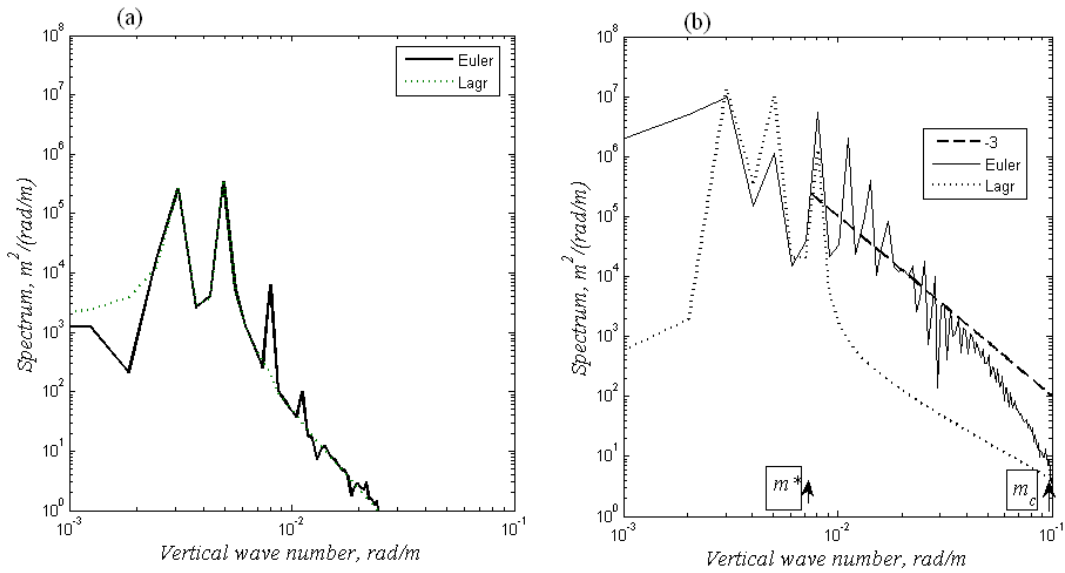 (a)
10^8
10^7
10^6
10^5
10^4
10^3
10^2
10^1
10^0
Spectrum, m^2/(rad/m)
Euler
Lagr
10^-3
10^-2
10^-1
Vertical wave number, rad/m
(b)
10^8
10^7
10^6
10^5
10^4
10^3
10^2
10^1
10^0
Spectrum, m^2/(rad/m)
-3
Euler
Lagr
m*
m_c
10^-3
10^-2
10^-1
Vertical wave number, rad/m